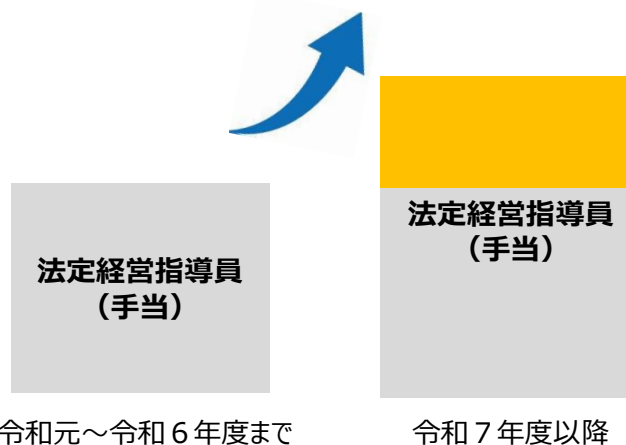 法定経営指導員
（手当）
令和元～令和６年度まで
法定経営指導員
（手当）
令和７年度以降